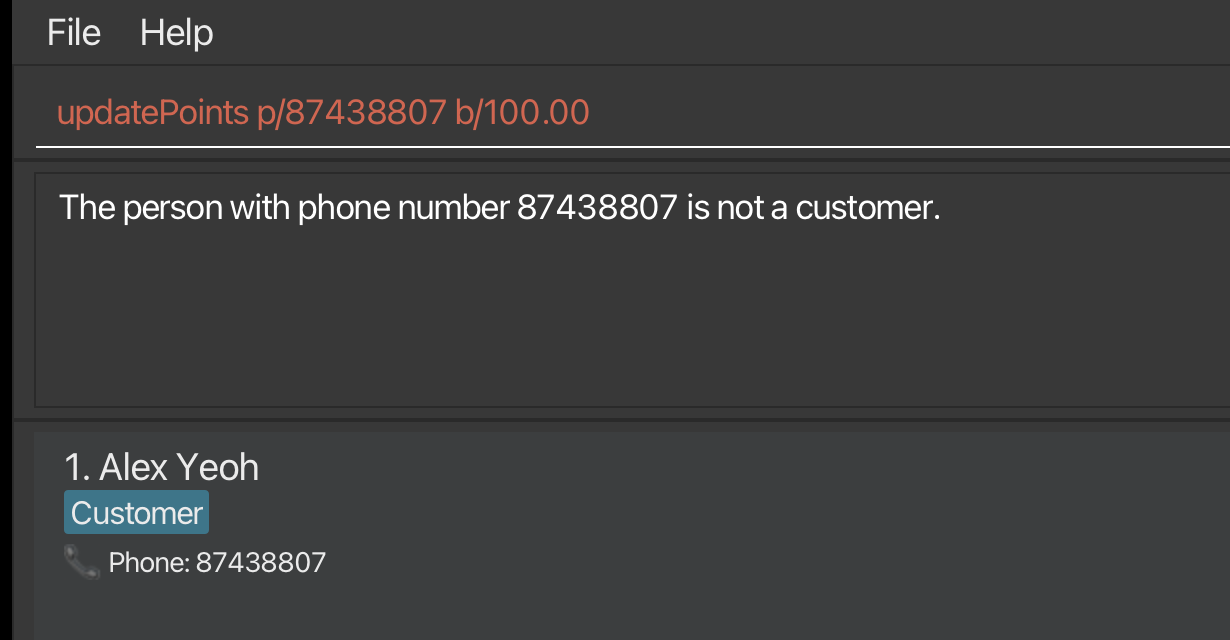 File Help
updatePoints p/87438807 b/100.00
The person with phone number 87438807 is not a customer.
1. Alex Yeoh
Customer
Phone: 87438807